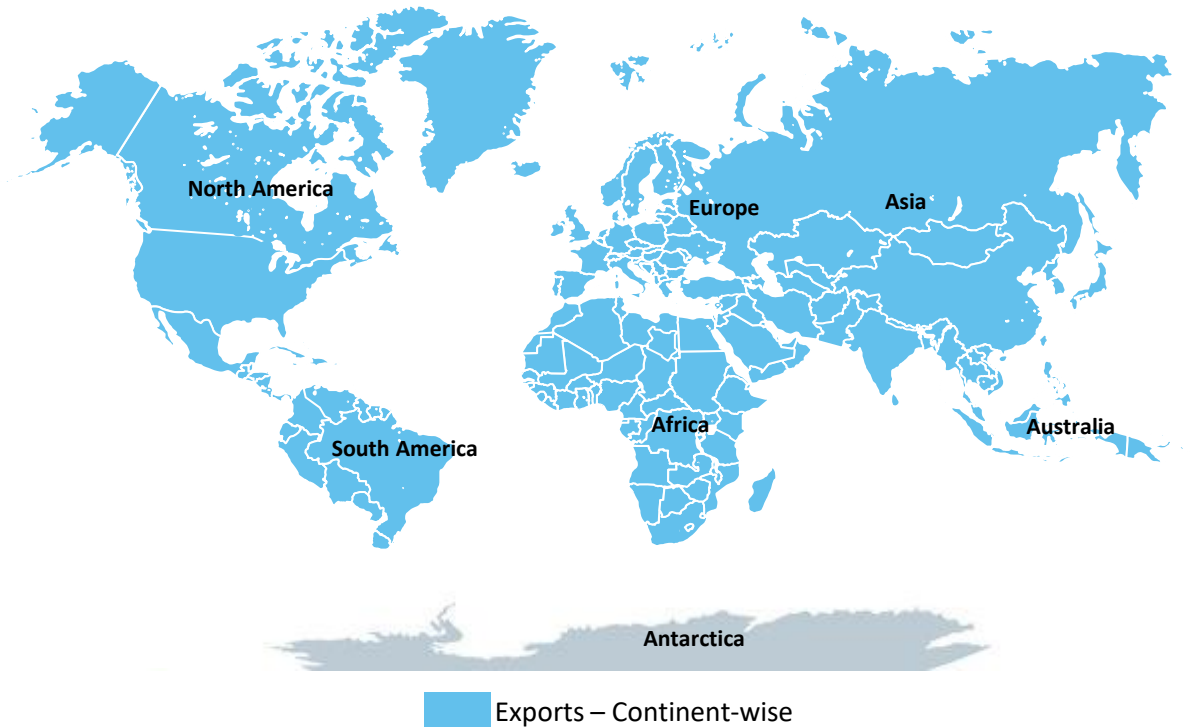 North America
Europe
Asia
South America
Africa
Australia
Antarctica
Exports – Continent-wise